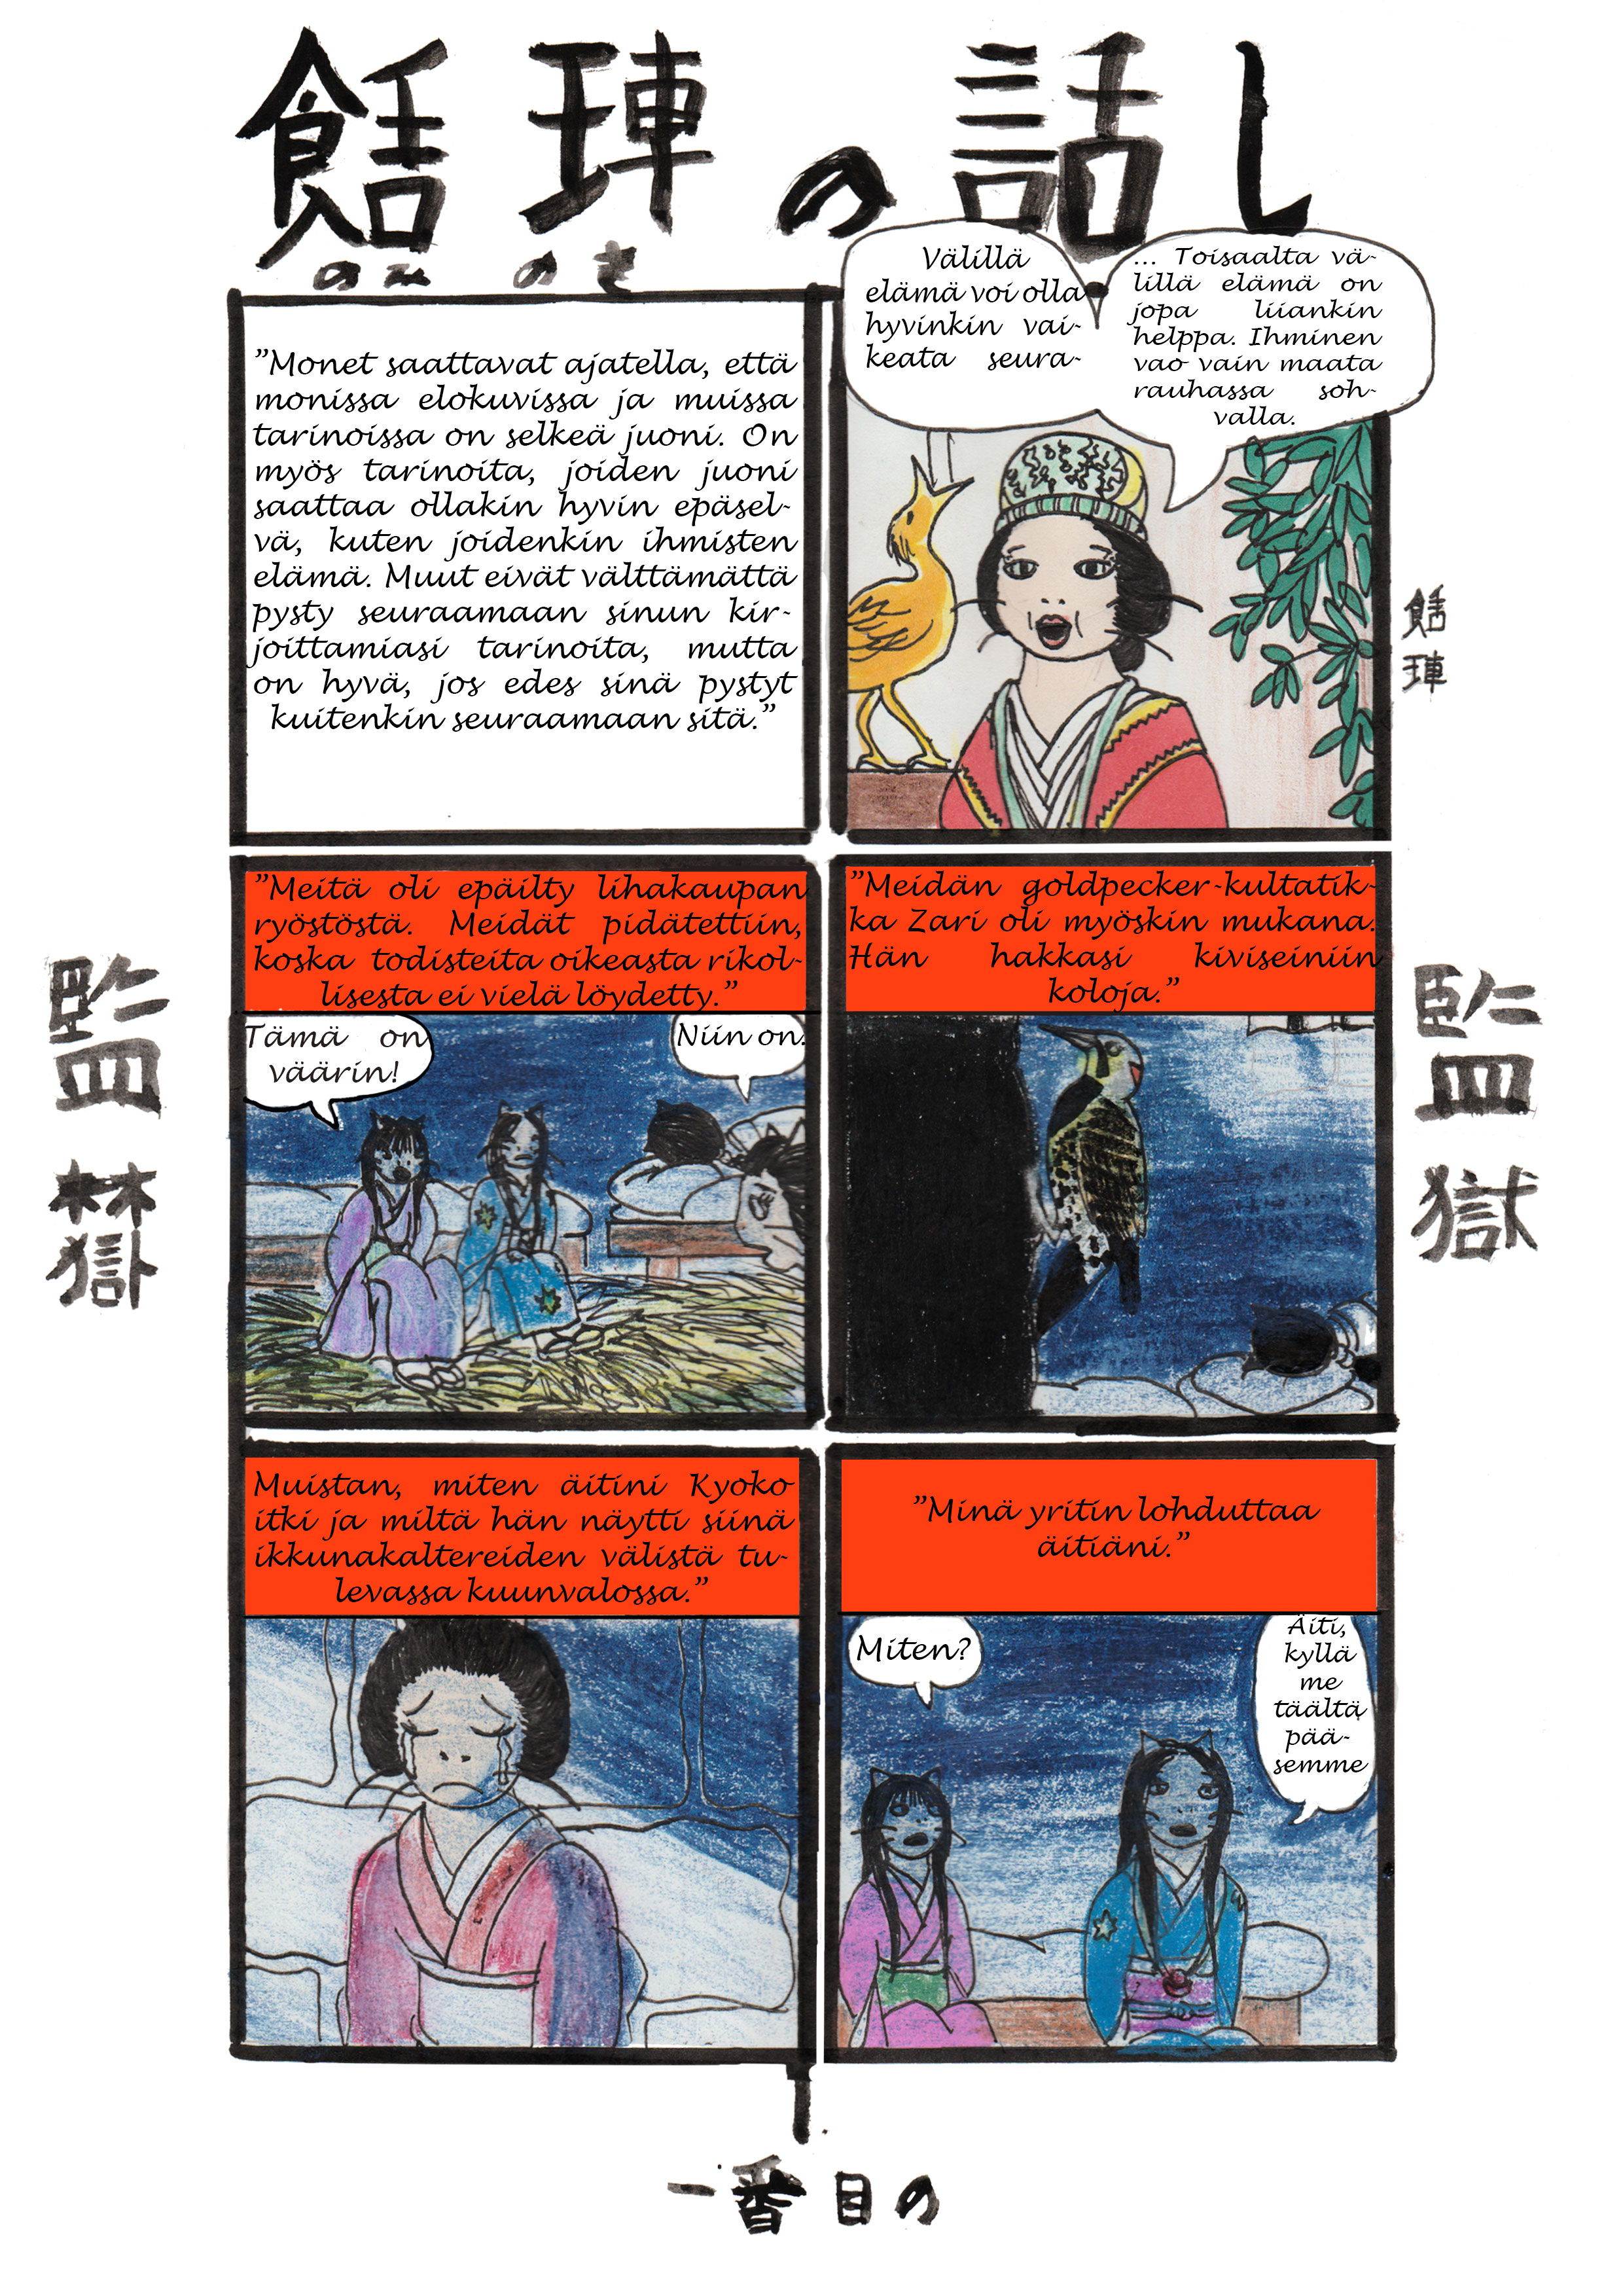 の話し
のみ のき
”Monet saattavat ajatella, että
monissa elokuvissa ja muissa
tarinoissa on selkeä juoni. On
myös tarinoita, joiden juoni
saattaa ollakin hyvin epäsel-
vä, kuten joidenkin ihmisten
elämä. Muut eivät välttämättä
pysty seuraamaan sinun kir-
joittamiasi tarinoita, mutta
on hyvä, jos edes sinä pystyt
kuitenkin seuraamaan sitä.”
Välillä
elämä voi olla
hyvinkin vai-
keata seura-
... Toisaalta vä-
lillä elämä on
jopa liiankin
helppa. Ihminen
vao vain maata
rauhassa soh-
valla.
”Meitä oli epäilty lihakaupan
ryöstöstä. Meidät pidätettiin,
koska todisteita oikeasta rikol-
lisesta ei vielä löydetty.”
Tämä on
väärin!
Niin on.
”Meidän goldpecker-kultatik-
ka Zari oli myöskin mukana.
Hän hakkasi kiviseiniin
koloja.”
監
監獄
Muistan, miten äitini Kyoko
itki ja miltä hän näytti siinä
ikkunakaltereiden välistä tu-
levassa kuunvalossa.”
”Minä yritin lohduttaa
äitiäni.”
Miten?
Äiti,
kyllä
me
täältä
pää-
semme
一番目の